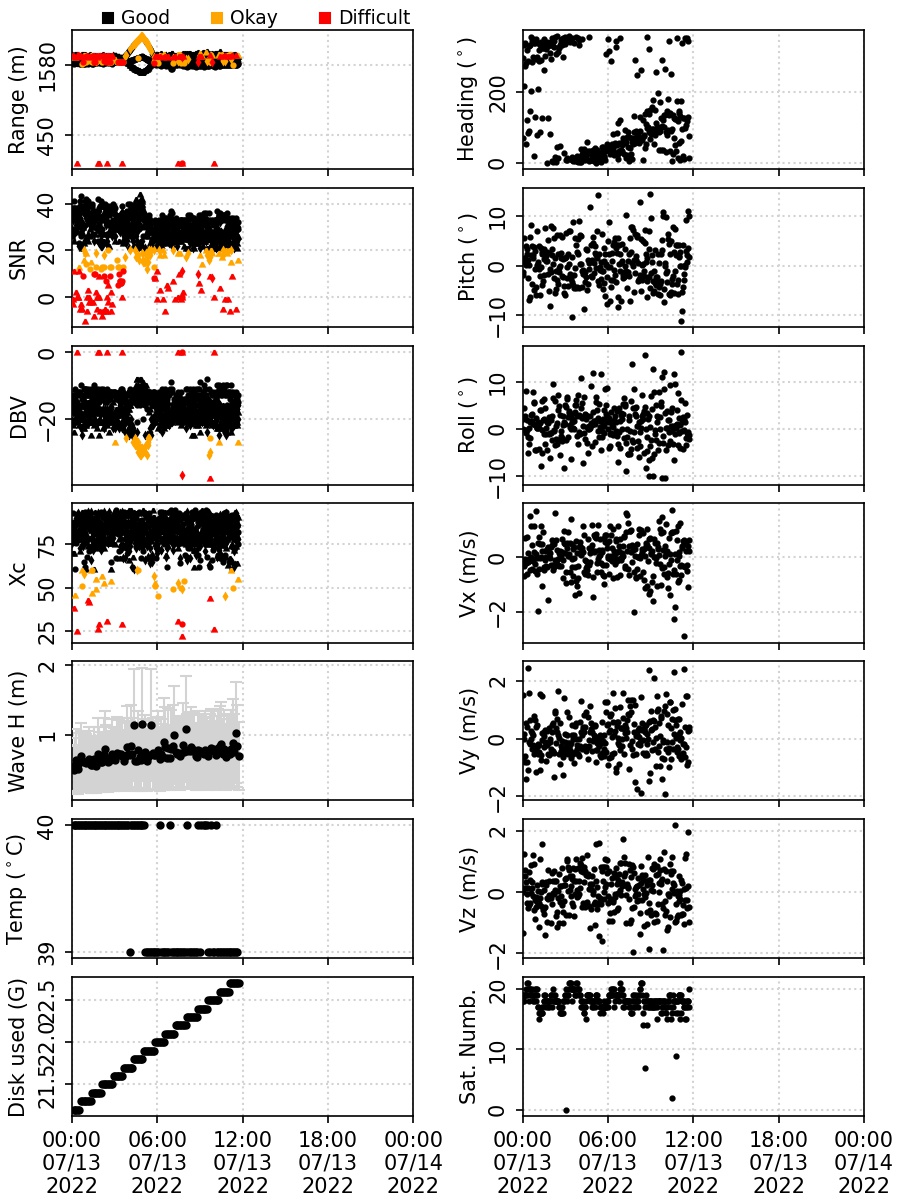 Good Okay Difficult
Range (m)
1580
450
Heading (°)
200
0
SNR
40
20
0
Pitch (°)
10
0
−10
DBV
0
−20
Roll (°)
10
0
−10
Xc
75
50
25
Vx (m/s)
0
−2
Wave H (m)
2
1
Vy (m/s)
2
0
−2
Temp (°C)
40
39
Vz (m/s)
2
0
−2
Disk used (G)
22.5
22.0
21.5
Sat. Numb.
20
10
0
00:00 06:00 12:00 18:00 00:00
07/13 07/13 07/13 07/13 07/14
2022 2022 2022 2022 2022
00:00 06:00 12:00 18:00 00:00
07/13 07/13 07/13 07/13 07/14
2022 2022 2022 2022 2022